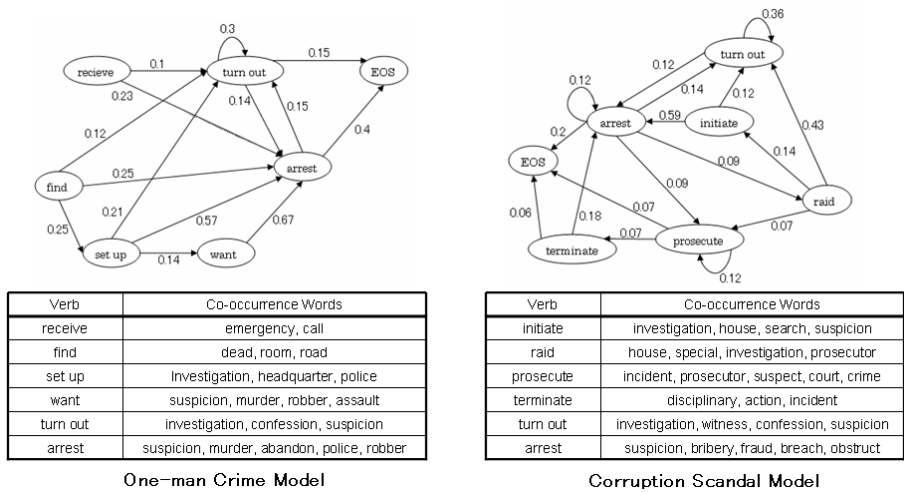 0.3
0.15
recieve
0.1
turn out
EOS
0.23
0.14
0.15
0.4
0.12
arrest
0.25
find
0.25
0.21
0.57
0.67
set up
0.14
want
Verb Co-occurrence Words
receive emergency, call
find dead, room, road
set up Investigation, headquarter, police
want suspicion, murder, robber, assault
turn out investigation, confession, suspicion
arrest suspicion, murder, abandon, police, robber
One-man Crime Model
0.36
turn out
0.12
0.12
0.14
0.12
arrest
0.59
initiate
0.2
0.43
EOS
0.09
0.14
0.09
raid
0.06
0.18
0.07
0.07
terminate
0.07
prosecute
0.12
Verb Co-occurrence Words
initiate investigation, house, search, suspicion
raid house, special, investigation, prosecutor
prosecute incident, prosecutor, suspect, court, crime
terminate disciplinary, action, incident
turn out investigation, witness, confession, suspicion
arrest suspicion, bribery, fraud, breach, obstruct
Corruption Scandal Model